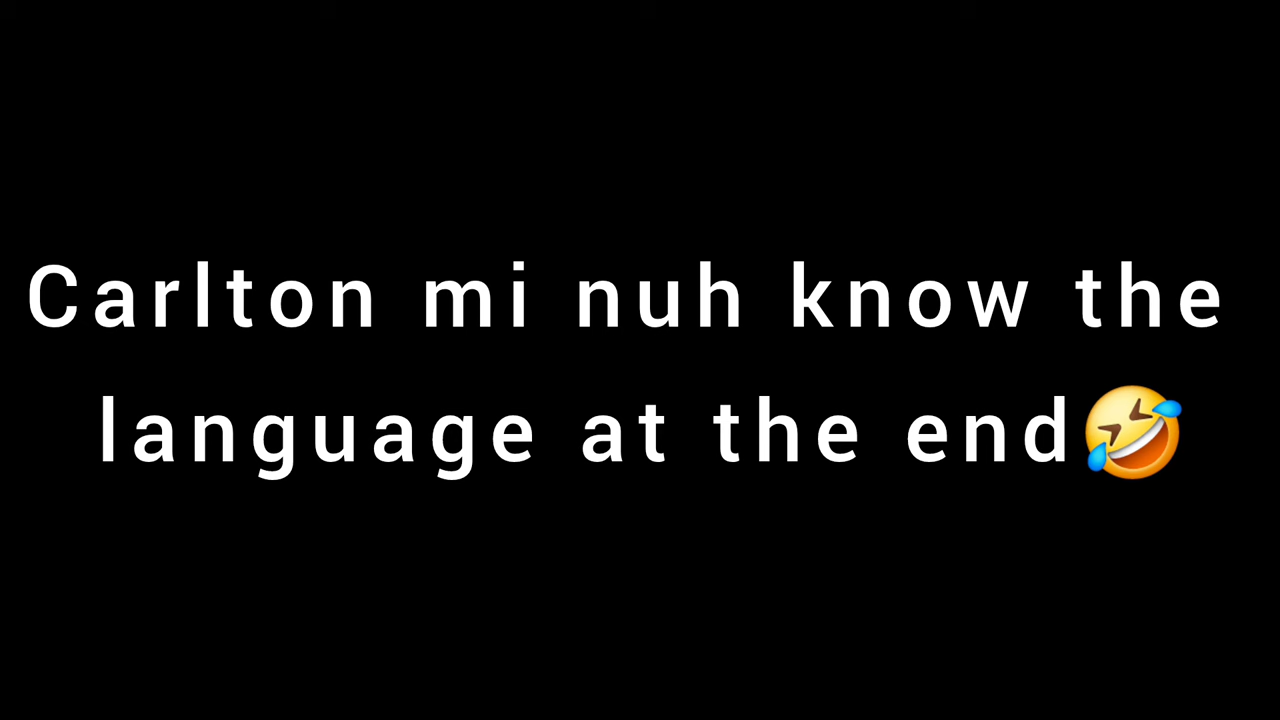 Carlton mi nuh know the
language at the end🤣